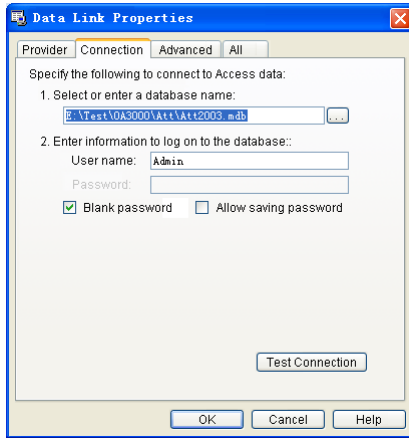 Data Link Properties
Provider Connection Advanced All
Specify the following to connect to Access data:
1. Select or enter a database name:
E:\Test\OA3000\Att\Att2003.mdb ...
2. Enter information to log on to the database::
User name: Admin
Password:
Blank password Allow saving password
Test Connection
OK Cancel Help